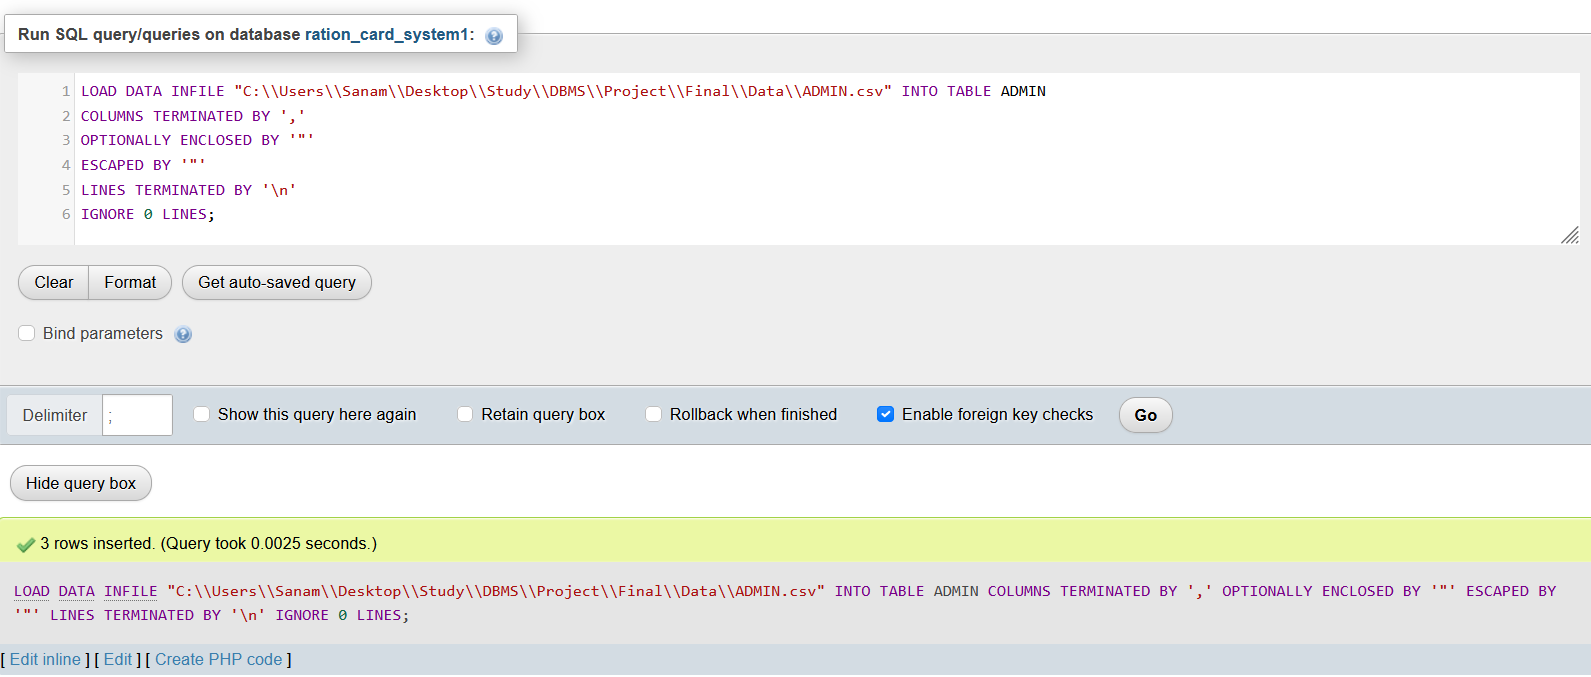 Run SQL query/queries on database ration_card_system1:
1 LOAD DATA INFILE "C:\\Users\\Sanam\\Desktop\\Study\\DBMS\\Project\\Final\\Data\\ADMIN.csv" INTO TABLE ADMIN
2 COLUMNS TERMINATED BY ','
3 OPTIONALLY ENCLOSED BY '"'
4 ESCAPED BY '"'
5 LINES TERMINATED BY '\n'
6 IGNORE 0 LINES;
Clear Format Get auto-saved query
Bind parameters
Delimiter ; Show this query here again Retain query box Rollback when finished Enable foreign key checks Go
Hide query box
3 rows inserted. (Query took 0.0025 seconds.)
LOAD DATA INFILE "C:\\Users\\Sanam\\Desktop\\Study\\DBMS\\Project\\Final\\Data\\ADMIN.csv" INTO TABLE ADMIN COLUMNS TERMINATED BY ',' OPTIONALLY ENCLOSED BY '"' ESCAPED BY
'"' LINES TERMINATED BY '\n' IGNORE 0 LINES;
[ Edit inline ] [ Edit ] [ Create PHP code ]